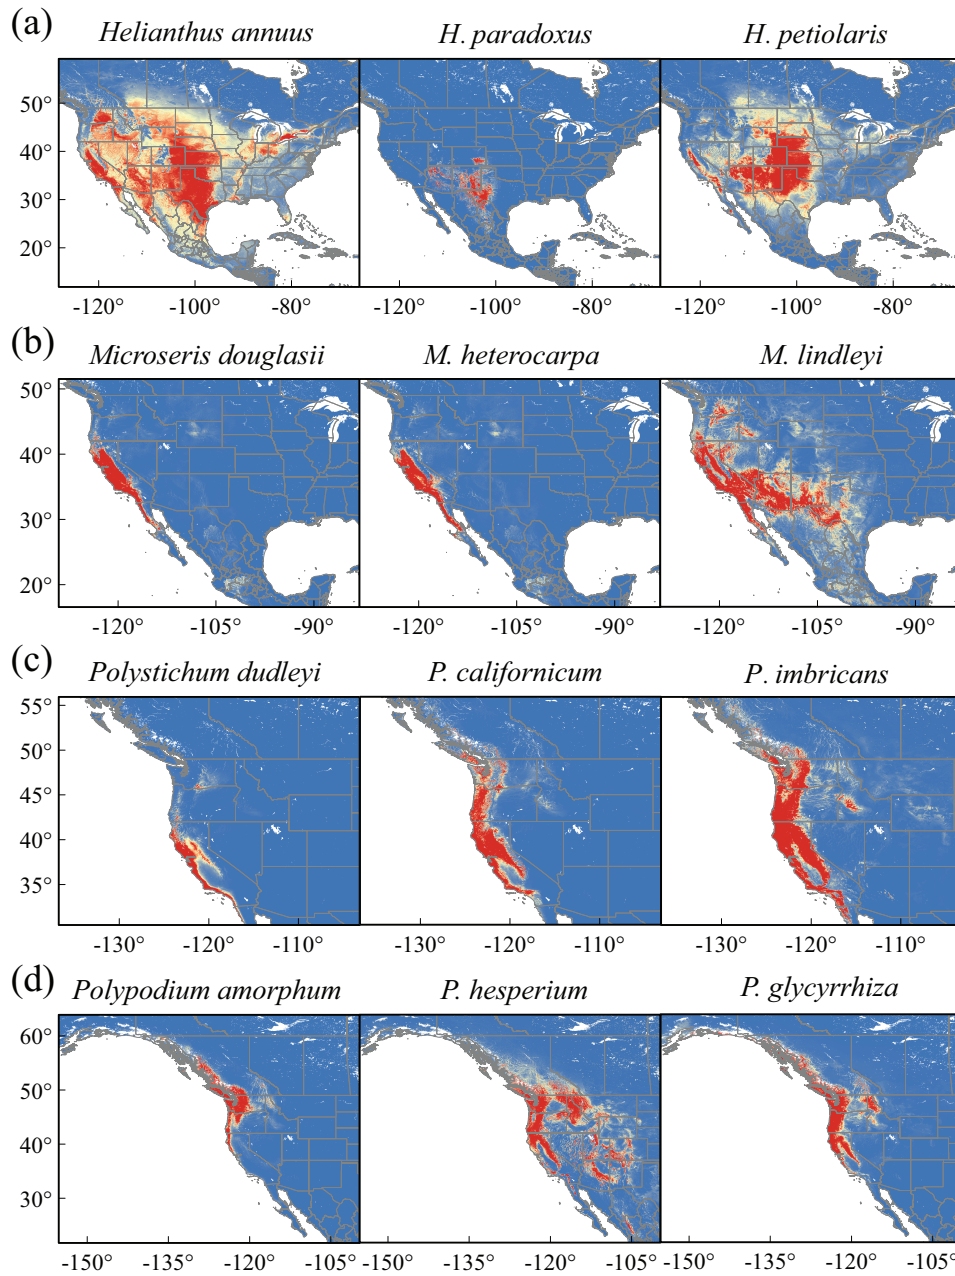 (a)
Helianthus annuus H. paradoxus H. petiolaris
50°
40°
30°
20°
-120° -100° -80° -120° -100° -80° -120° -100° -80°
(b)
Microseris douglasii M. heterocarpa M. lindleyi
50°
40°
30°
20°
-120° -105° -90° -120° -105° -90° -120° -105° -90°
(c)
Polystichum dudleyi P. californicum P. imbricans
55°
50°
45°
40°
35°
-130° -120° -110° -130° -120° -110° -130° -120° -110°
(d)
Polypodium amorphum P. hesperium P. glycyrrhiza
60°
50°
40°
30°
-150° -135° -120° -105° -150° -135° -120° -105° -150° -135° -120° -105°